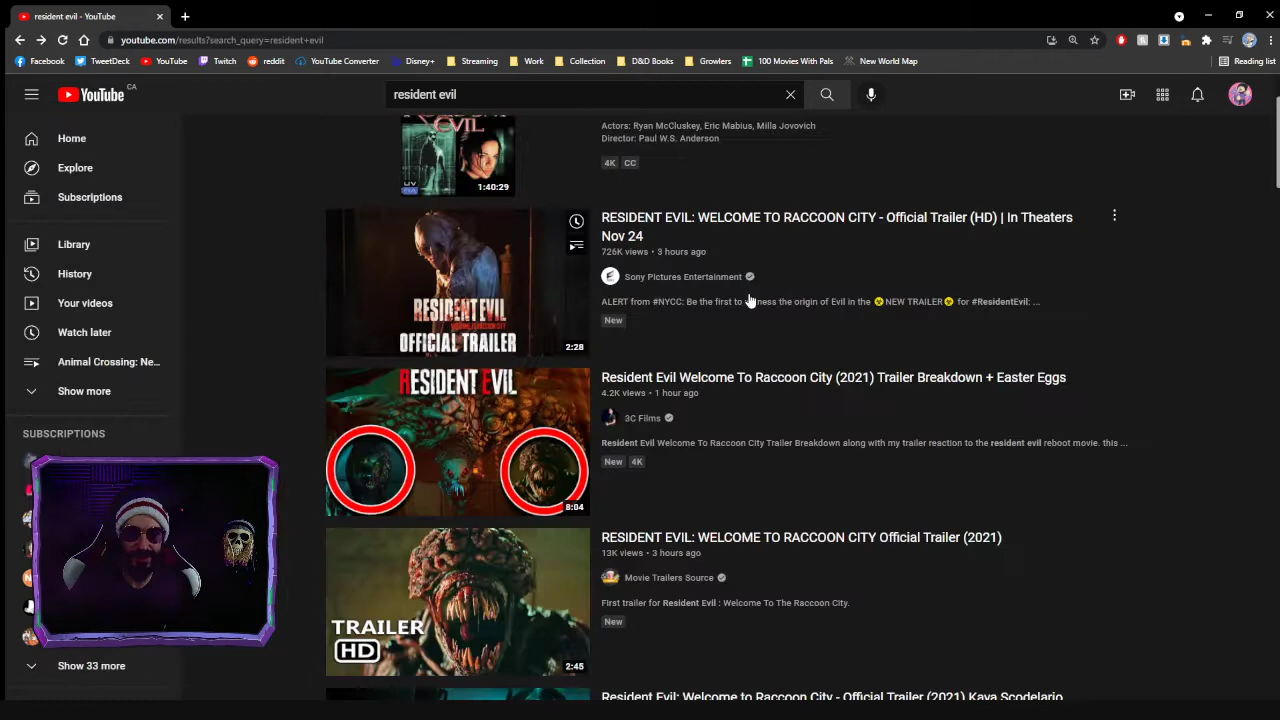 resident evil - YouTube
youtube.com/results?search_query=resident+evil
Facebook TweetDeck YouTube Twitch reddit YouTube Converter Disney+ Streaming Work Collection D&D Books Growlers 100 Movies With Pals New World Map Reading list
YouTube CA
resident evil
Home
Explore
Subscriptions
Library
History
Your videos
Watch later
Animal Crossing: Ne...
Show more
SUBSCRIPTIONS
Show 33 more
EVIL
1:40:29
Actors: Ryan McCluskey, Eric Mabius, Milla Jovovich
Director: Paul W.S. Anderson
4K CC
RESIDENT EVIL
OFFICIAL TRAILER
2:28
RESIDENT EVIL: WELCOME TO RACCOON CITY - Official Trailer (HD) | In Theaters
Nov 24
726K views • 3 hours ago
Sony Pictures Entertainment
ALERT from #NYCC: Be the first to the origin of Evil in the ☣NEW TRAILER☣ for #ResidentEvil: ...
New
RESIDENT EVIL
8:04
Resident Evil Welcome To Raccoon City (2021) Trailer Breakdown + Easter Eggs
4.2K views • 1 hour ago
3C Films
Resident Evil Welcome To Raccoon City Trailer Breakdown along with my trailer reaction to the resident evil reboot movie. this ...
New 4K
TRAILER
HD
2:45
RESIDENT EVIL: WELCOME TO RACCOON CITY Official Trailer (2021)
13K views • 3 hours ago
Movie Trailers Source
First trailer for Resident Evil : Welcome To The Raccoon City.
New
Resident Evil: Welcome to Raccoon City - Official Trailer (2021) Kaya Scodelario